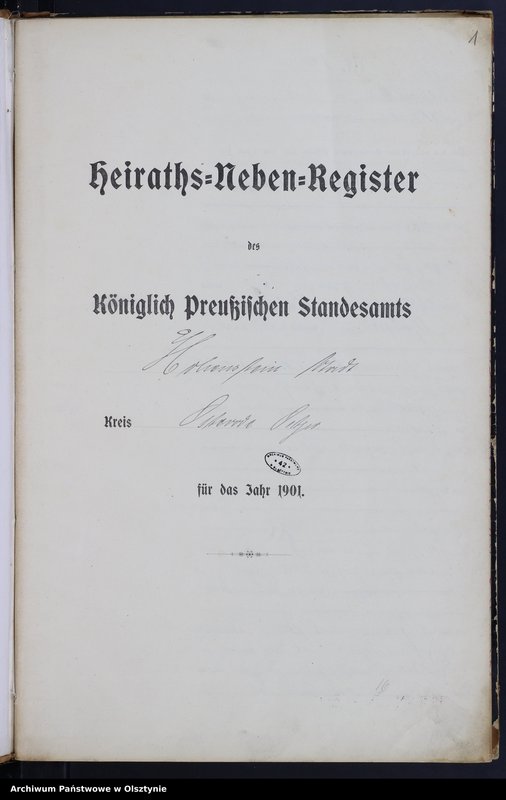 1
Heiraths-Neben-Register
des
Königlich Preußischen Standesamts
Hohenstein Stadt
Kreis Osterode Ostpr.
42
für das Jahr 1901.
Archiwum Państwowe w Olsztynie